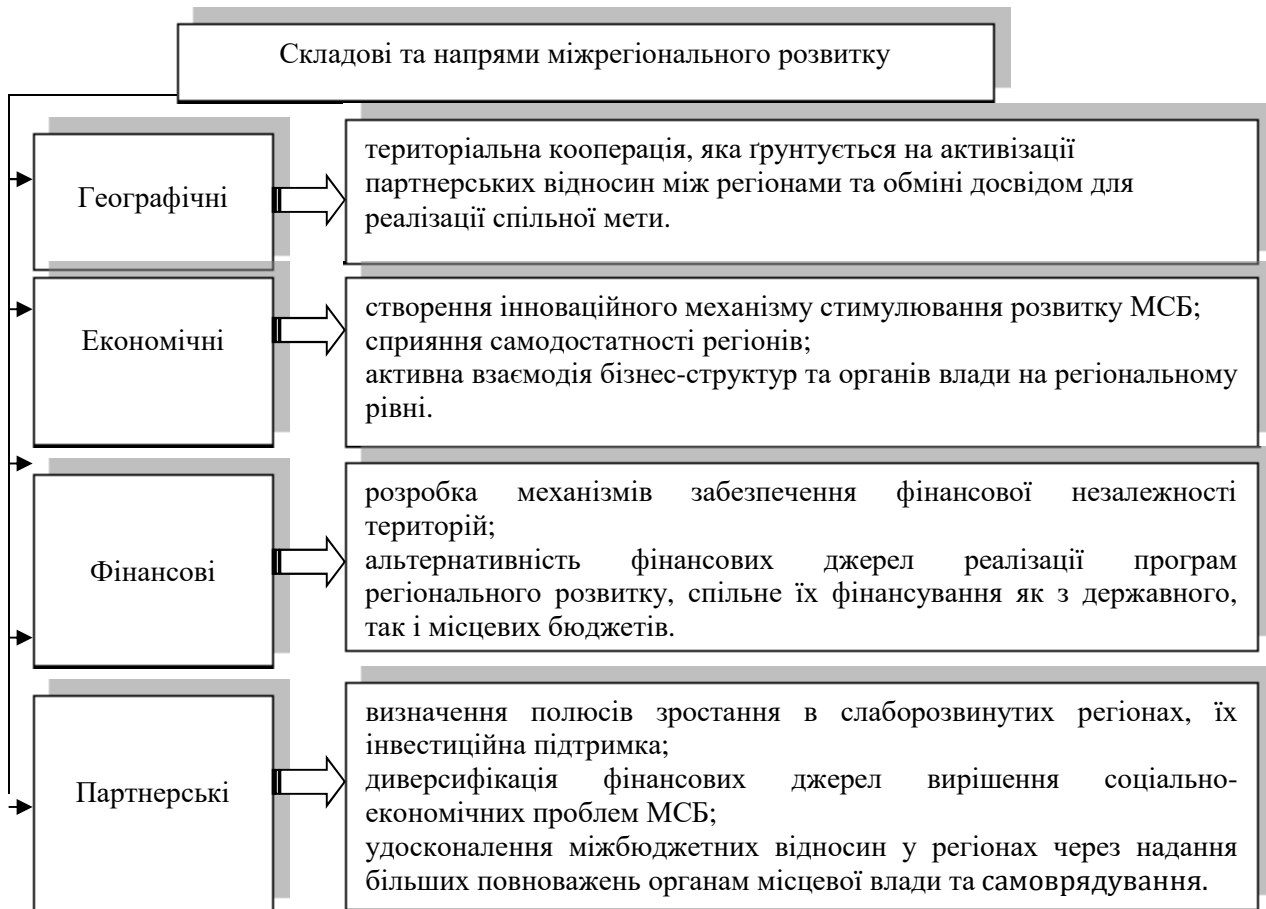 Складові та напрями міжрегіонального розвитку
Географічні
територіальна кооперація, яка ґрунтується на активізації
партнерських відносин між регіонами та обміні досвідом для
реалізації спільної мети.
Економічні
створення інноваційного механізму стимулювання розвитку МСБ;
сприяння самодостатності регіонів;
активна взаємодія бізнес-структур та органів влади на регіональному
рівні.
Фінансові
розробка механізмів забезпечення фінансової незалежності
територій;
альтернативність фінансових джерел реалізації програм
регіонального розвитку, спільне їх фінансування як з державного,
так і місцевих бюджетів.
Партнерські
визначення полюсів зростання в слаборозвинутих регіонах, їх
інвестиційна підтримка;
диверсифікація фінансових джерел вирішення соціально-
економічних проблем МСБ;
удосконалення міжбюджетних відносин у регіонах через надання
більших повноважень органам місцевої влади та самоврядування.